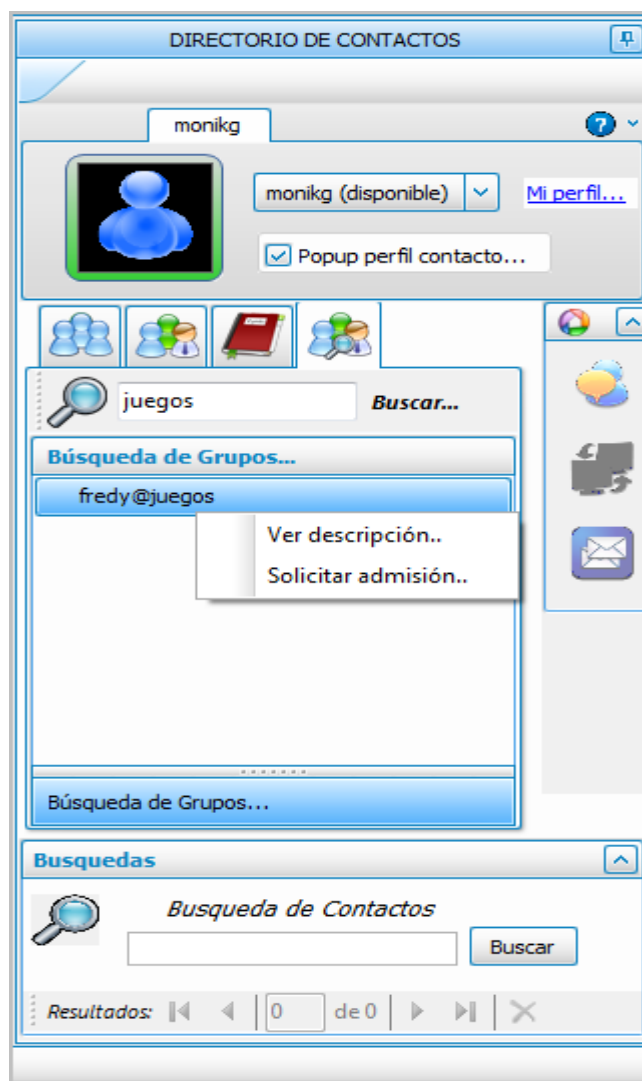 DIRECTORIO DE CONTACTOS
monikg
?
monikg (disponible)
Mi perfil...
Popup perfil contacto...
juegos
Buscar...
Búsqueda de Grupos...
fredy@juegos
Ver descripción..
Solicitar admisión..
Búsqueda de Grupos...
Busquedas
Busqueda de Contactos
Buscar
Resultados: 0 de 0